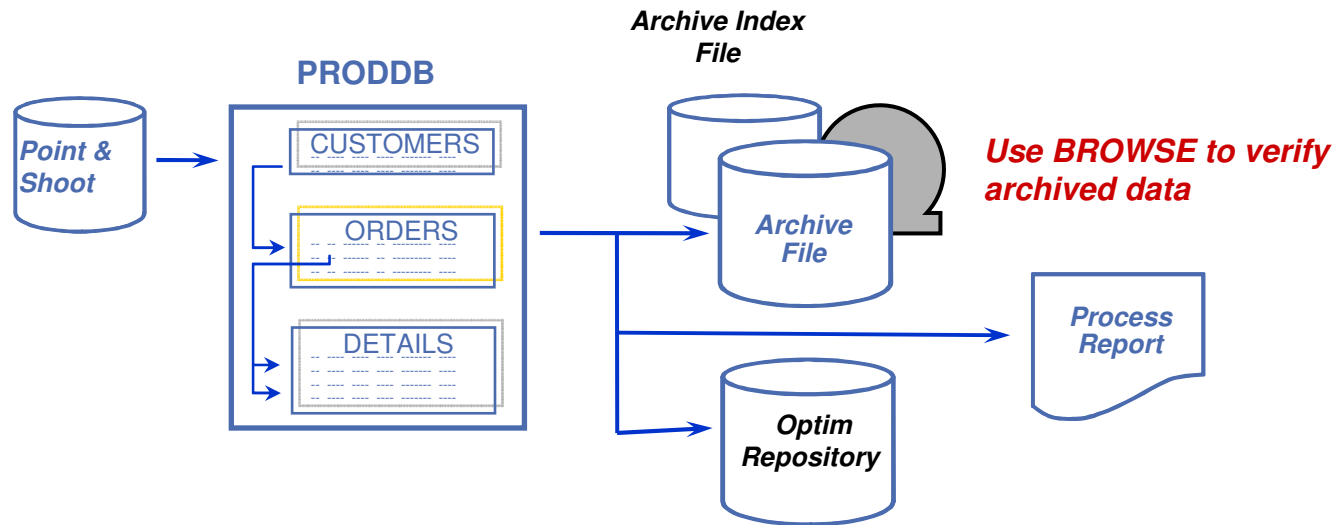 Archive Index
File
PRODDB
Point &
Shoot
CUSTOMERS
ORDERS
DETAILS
Archive
File
Use BROWSE to verify
archived data
Process
Report
Optim
Repository